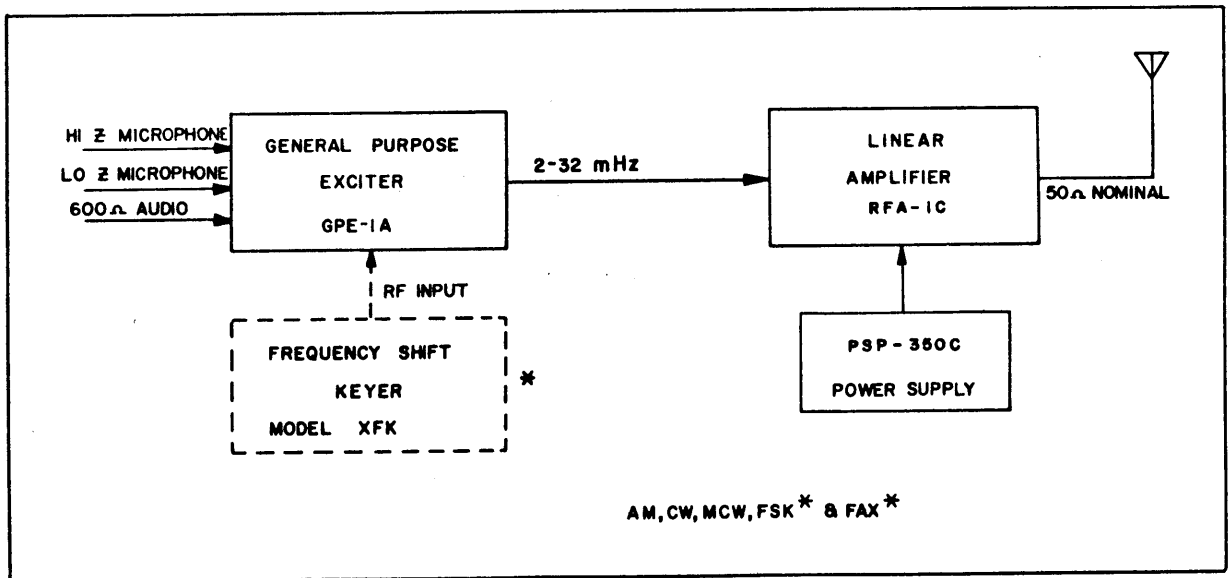 HI Z MICROPHONE
LO Z MICROPHONE
600Ω AUDIO
GENERAL PURPOSE
EXCITER
GPE-1A
2-32 mHz
LINEAR
AMPLIFIER
RFA-1C
50Ω NOMINAL
RF INPUT
FREQUENCY SHIFT
KEYER
MODEL XFK
*
PSP-350C
POWER SUPPLY
AM, CW, MCW, FSK* & FAX*